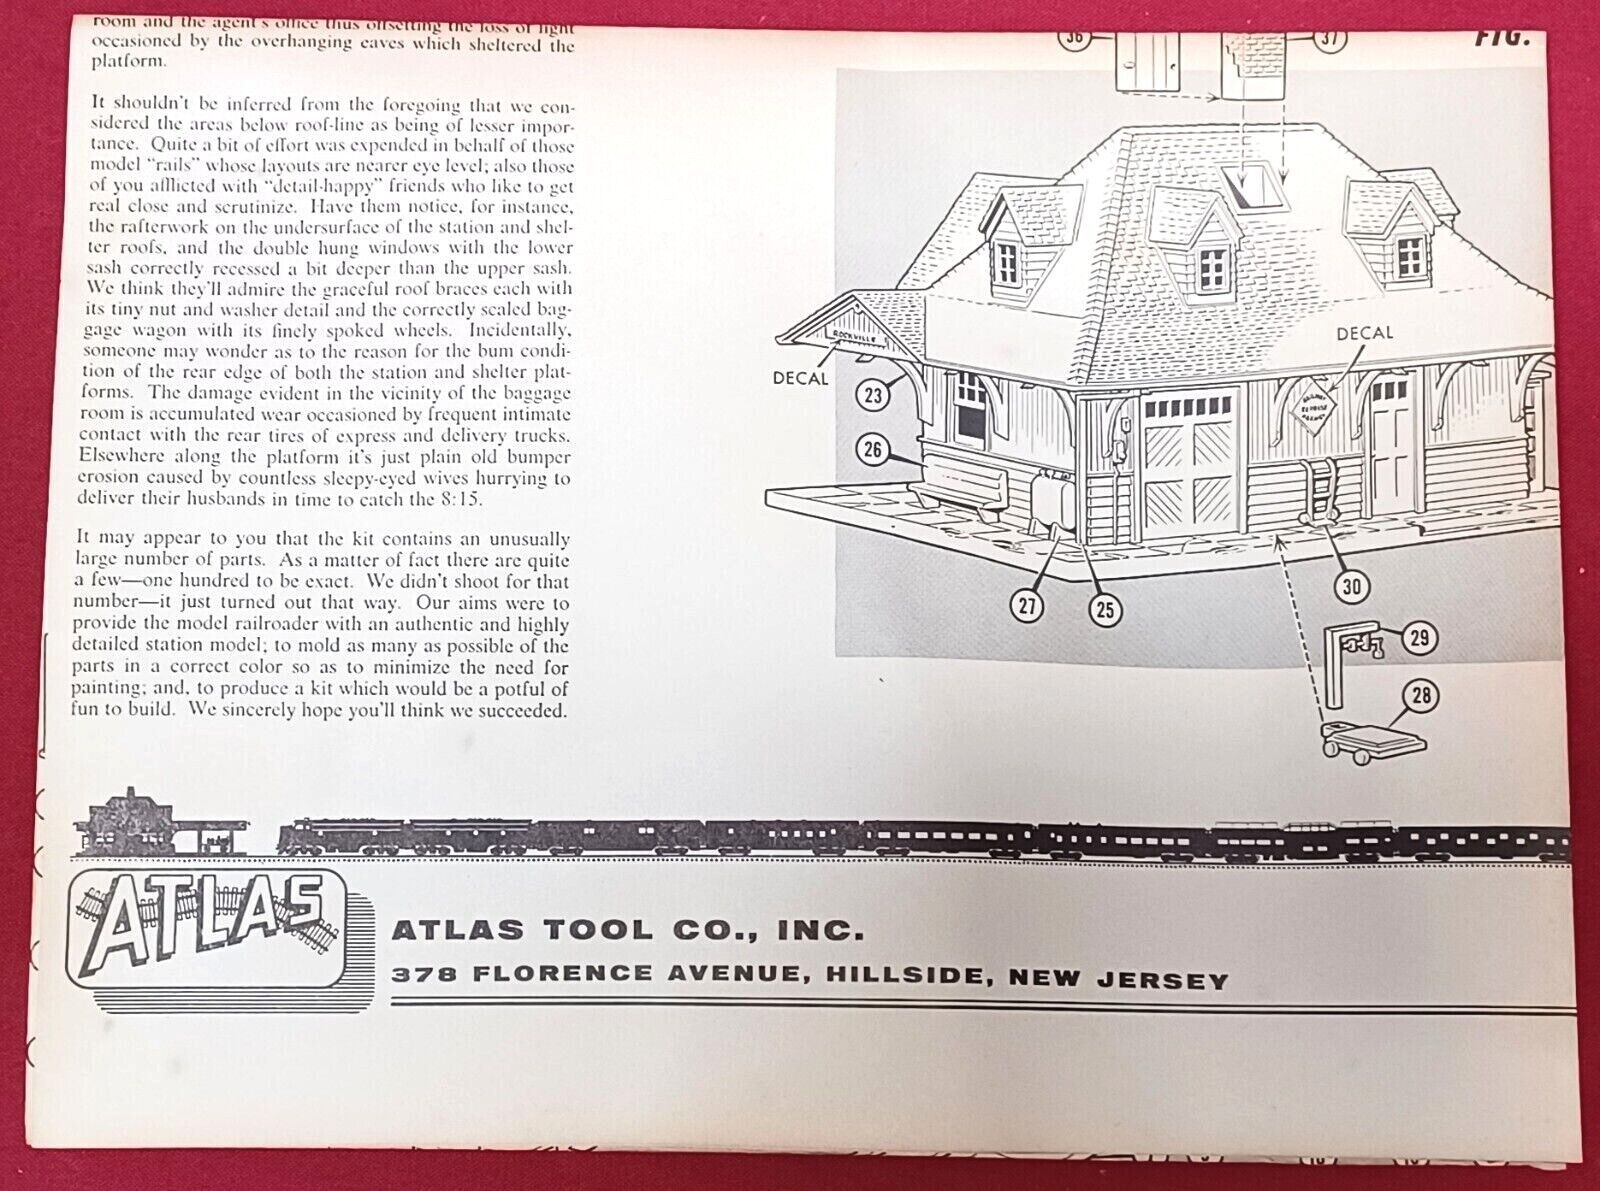 room and the agent's office thus offsetting the loss of light
occasioned by the overhanging eaves which sheltered the
platform.
It shouldn't be inferred from the foregoing that we con-
sidered the areas below roof-line as being of lesser impor-
tance. Quite a bit of effort was expended in behalf of those
model "rails" whose layouts are nearer eye level; also those
of you afflicted with "detail-happy" friends who like to get
real close and scrutinize. Have them notice, for instance,
the rafterwork on the undersurface of the station and shel-
ter roofs, and the double hung windows with the lower
sash correctly recessed a bit deeper than the upper sash.
We think they'll admire the graceful roof braces each with
its tiny nut and washer detail and the correctly scaled bag-
gage wagon with its finely spoked wheels. Incidentally,
someone may wonder as to the reason for the bum condi-
tion of the rear edge of both the station and shelter plat-
forms. The damage evident in the vicinity of the baggage
room is accumulated wear occasioned by frequent intimate
contact with the rear tires of express and delivery trucks.
Elsewhere along the platform it's just plain old bumper
erosion caused by countless sleepy-eyed wives hurrying to
deliver their husbands in time to catch the 8:15.
It may appear to you that the kit contains an unusually
large number of parts. As a matter of fact there are quite
a few—one hundred to be exact. We didn't shoot for that
number—it just turned out that way. Our aims were to
provide the model railroader with an authentic and highly
detailed station model; to mold as many as possible of the
parts in a correct color so as to minimize the need for
painting; and, to produce a kit which would be a potful of
fun to build. We sincerely hope you'll think we succeeded.
36
37
FIG.
ROCKVILLE
DECAL
DECAL
RAILWAY
EXPRESS
AGENCY
23
26
27
25
30
29
28
ATLAS
ATLAS TOOL CO., INC.
378 FLORENCE AVENUE, HILLSIDE, NEW JERSEY